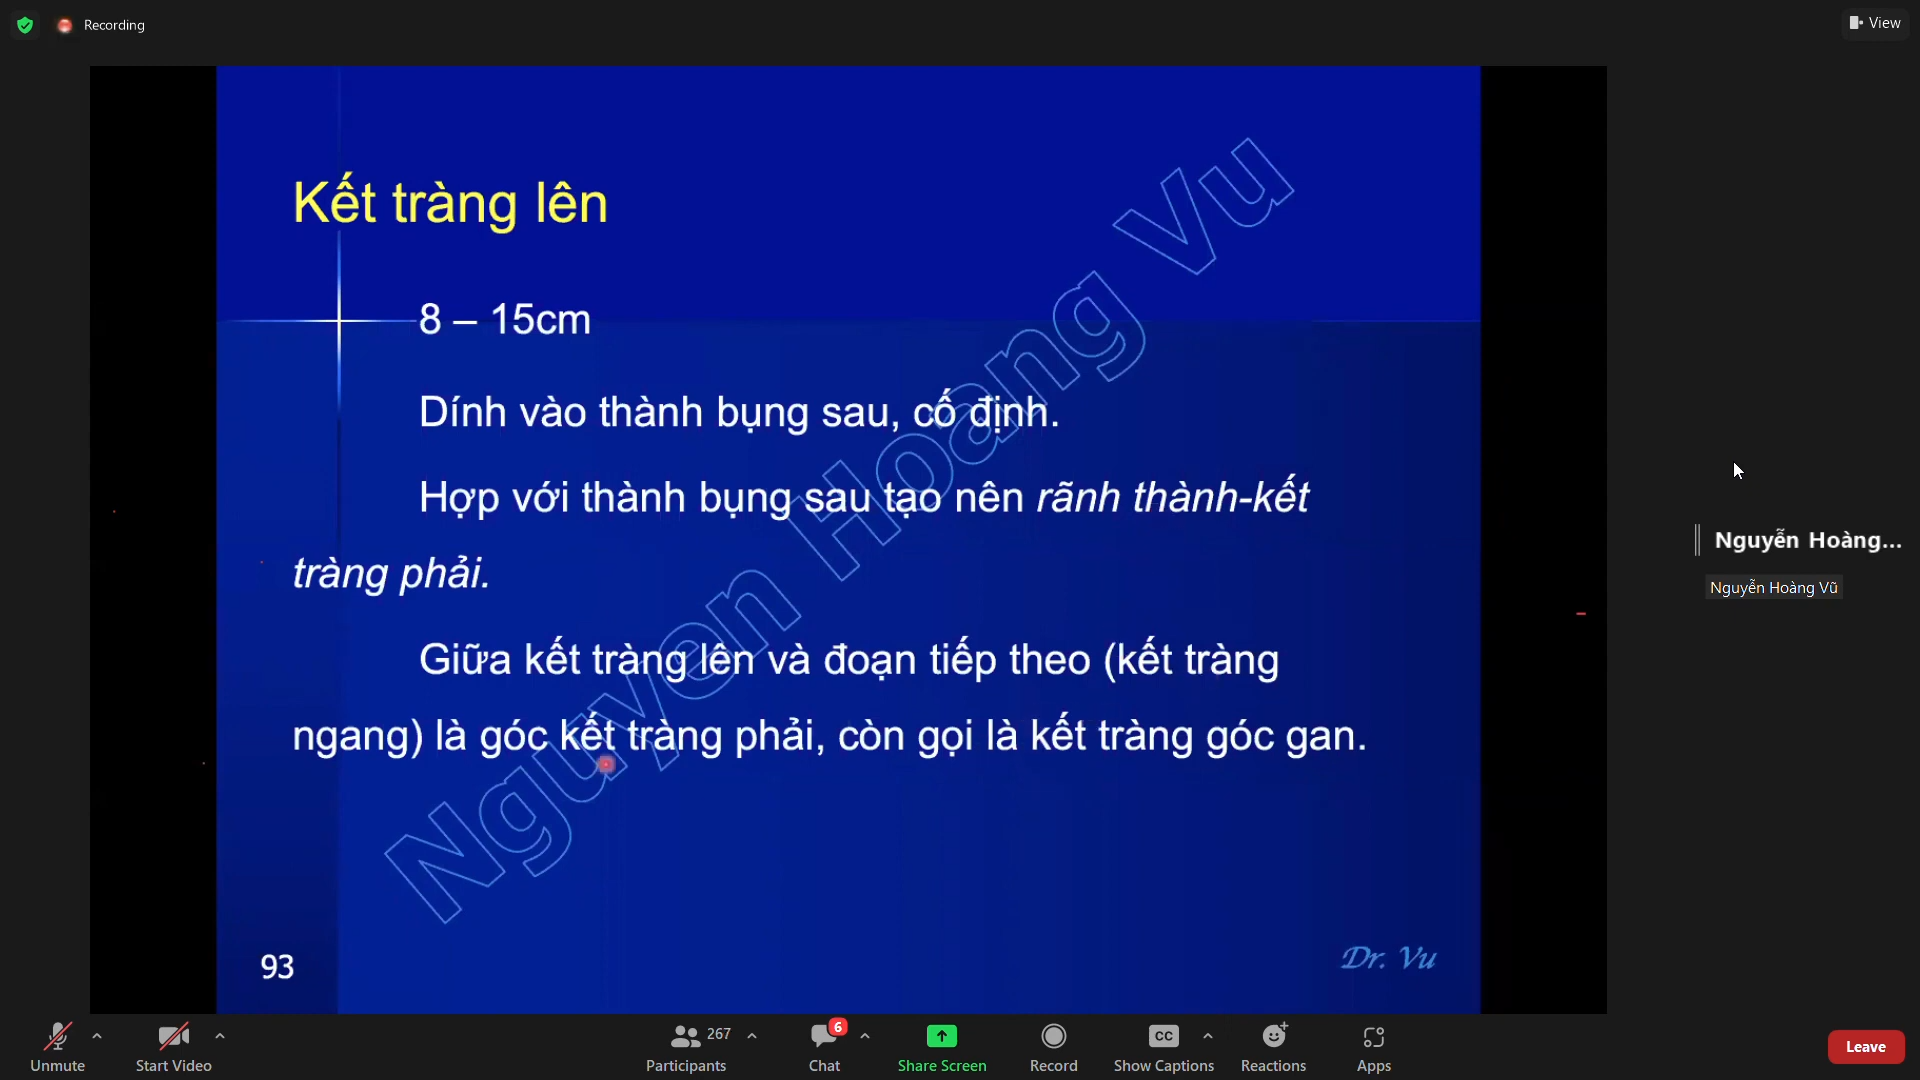 Recording
View
Kết tràng lên
8 – 15cm
Dính vào thành bụng sau, cố định.
Hợp với thành bụng sau tạo nên rãnh thành-kết
tràng phải.
Giữa kết tràng lên và đoạn tiếp theo (kết tràng
ngang) là góc kết tràng phải, còn gọi là kết tràng góc gan.
Nguyen Hoang Vu
93
Dr. Vu
Nguyễn Hoàng...
Nguyễn Hoàng Vũ
Unmute
Start Video
267
Participants
6
Chat
Share Screen
Record
CC
Show Captions
Reactions
Apps
Leave